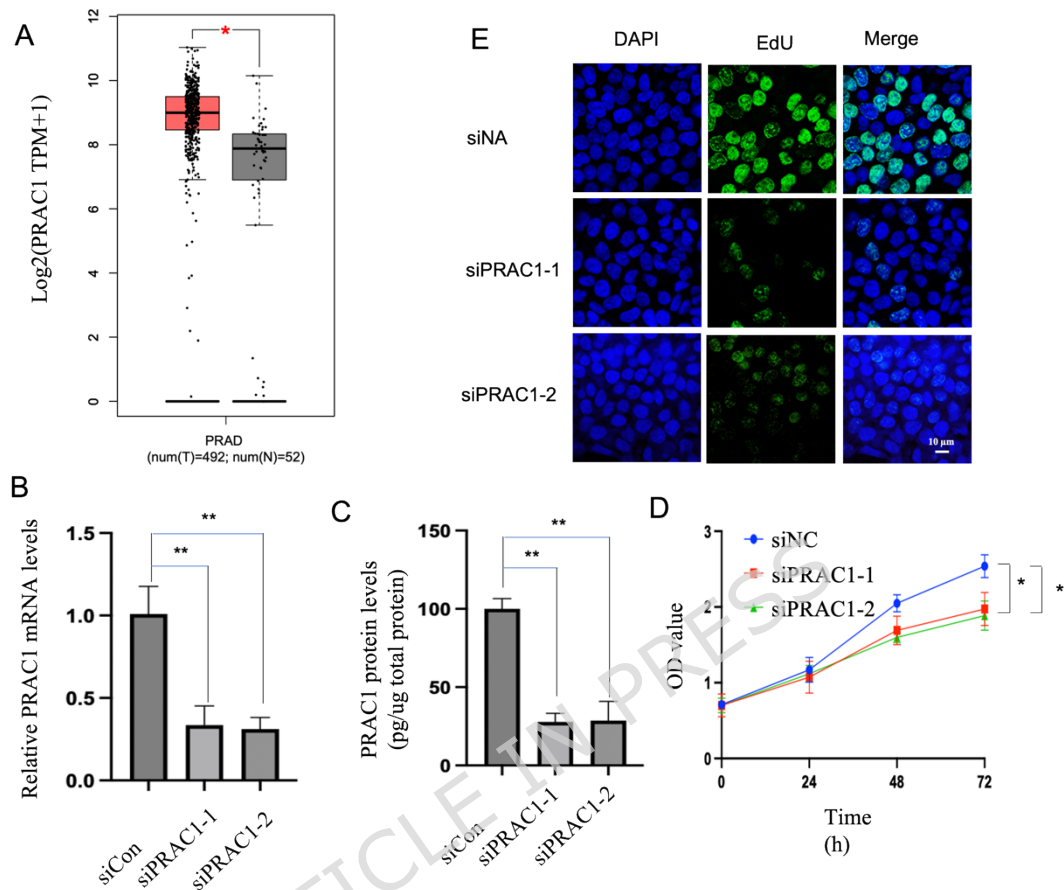 A
*
Log2(PRAC1 TPM+1)
12
10
8
6
4
2
0
PRAD
(num(T)=492; num(N)=52)
E
DAPI
EdU
Merge
siNA
siPRAC1-1
siPRAC1-2
10 µm
B
Relative PRAC1 mRNA levels
1.5
1.0
0.5
0.0
**
**
siCon
siPRAC1-1
siPRAC1-2
C
PRAC1 protein levels
(pg/ug total protein)
150
100
50
0
**
**
siCon
siPRAC1-1
siPRAC1-2
D
OD value
3
2
1
0
siNC
siPRAC1-1
siPRAC1-2
*
*
0
24
48
72
Time
(h)
TICLE IN PRESS